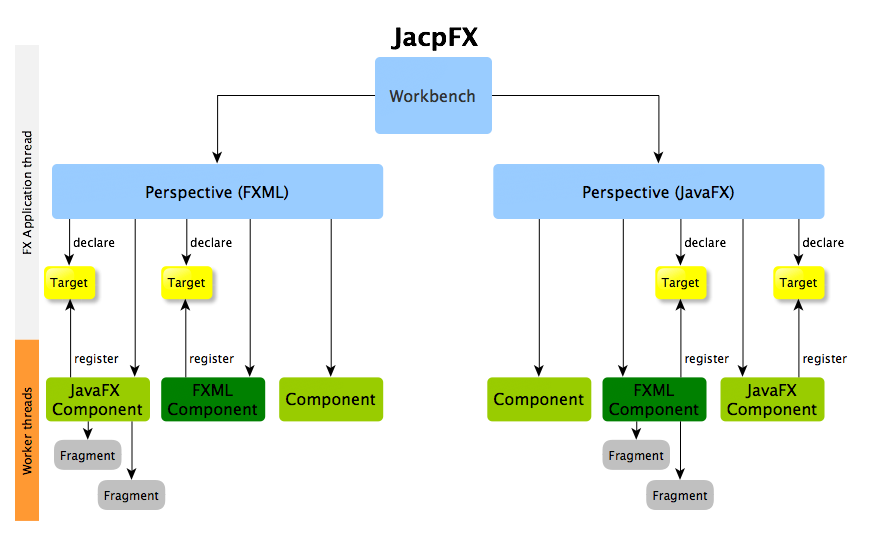 JacpFX
Workbench
FX Application thread
Perspective (FXML)
Perspective (JavaFX)
declare
declare
declare
declare
Target
Target
Target
Target
register
register
register
register
Worker threads
JavaFX
Component
FXML
Component
Component
Component
FXML
Component
JavaFX
Component
Fragment
Fragment
Fragment
Fragment